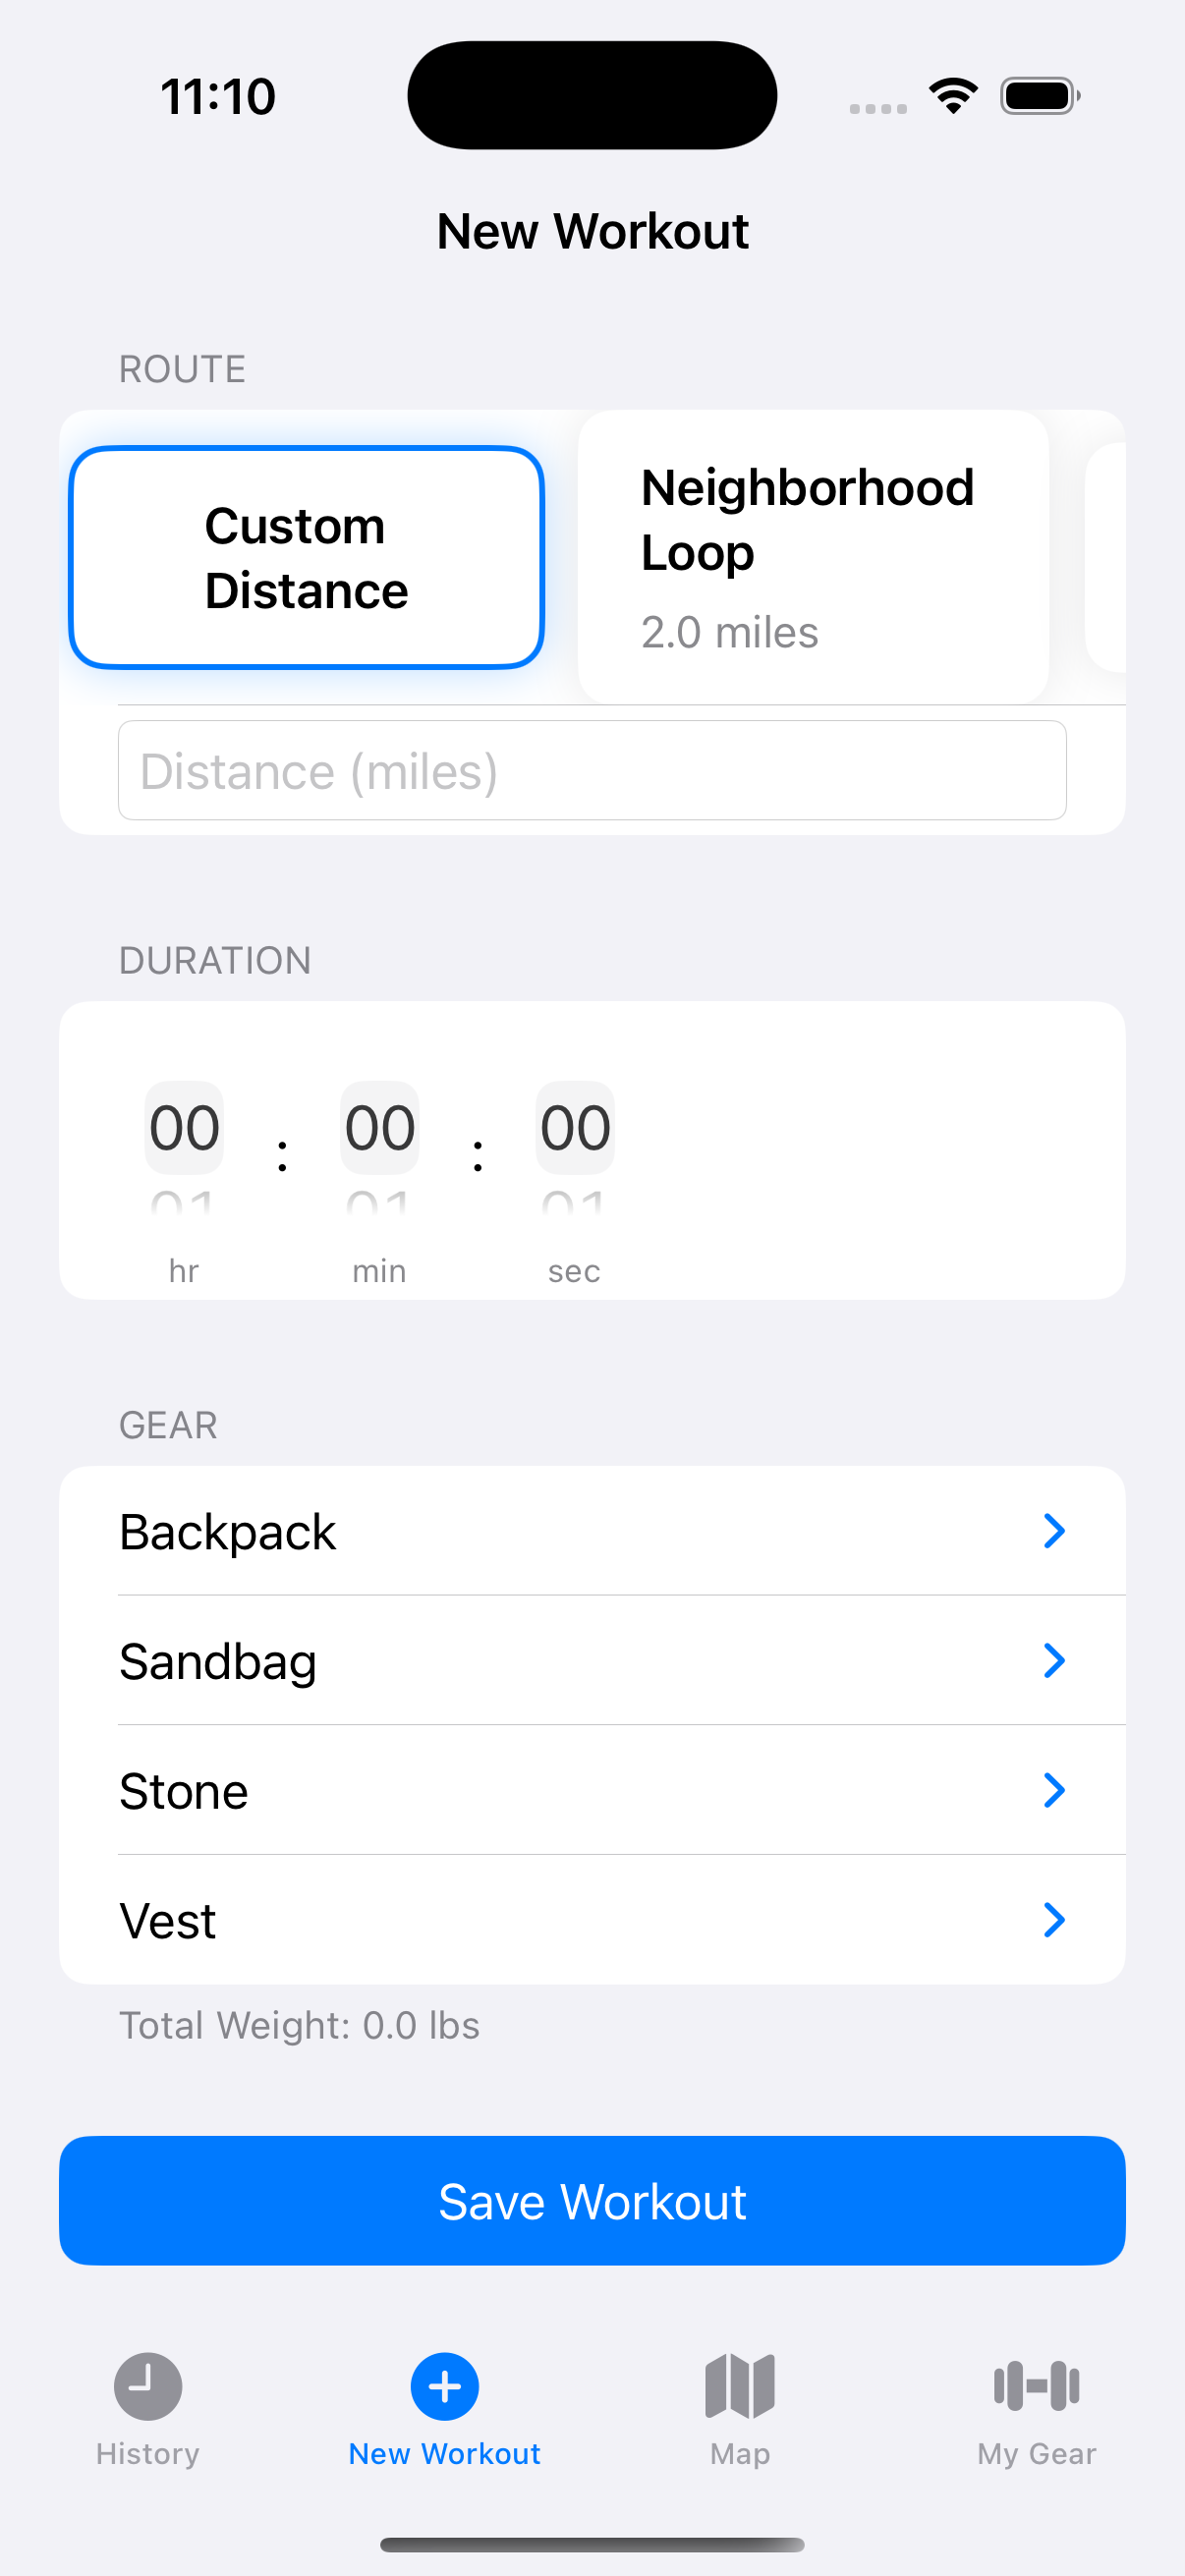 11:10
New Workout
ROUTE
Custom
Distance
Neighborhood
Loop
2.0 miles
Distance (miles)
DURATION
00 : 00 : 00
01 01 01
hr min sec
GEAR
Backpack
Sandbag
Stone
Vest
Total Weight: 0.0 lbs
Save Workout
History New Workout Map My Gear